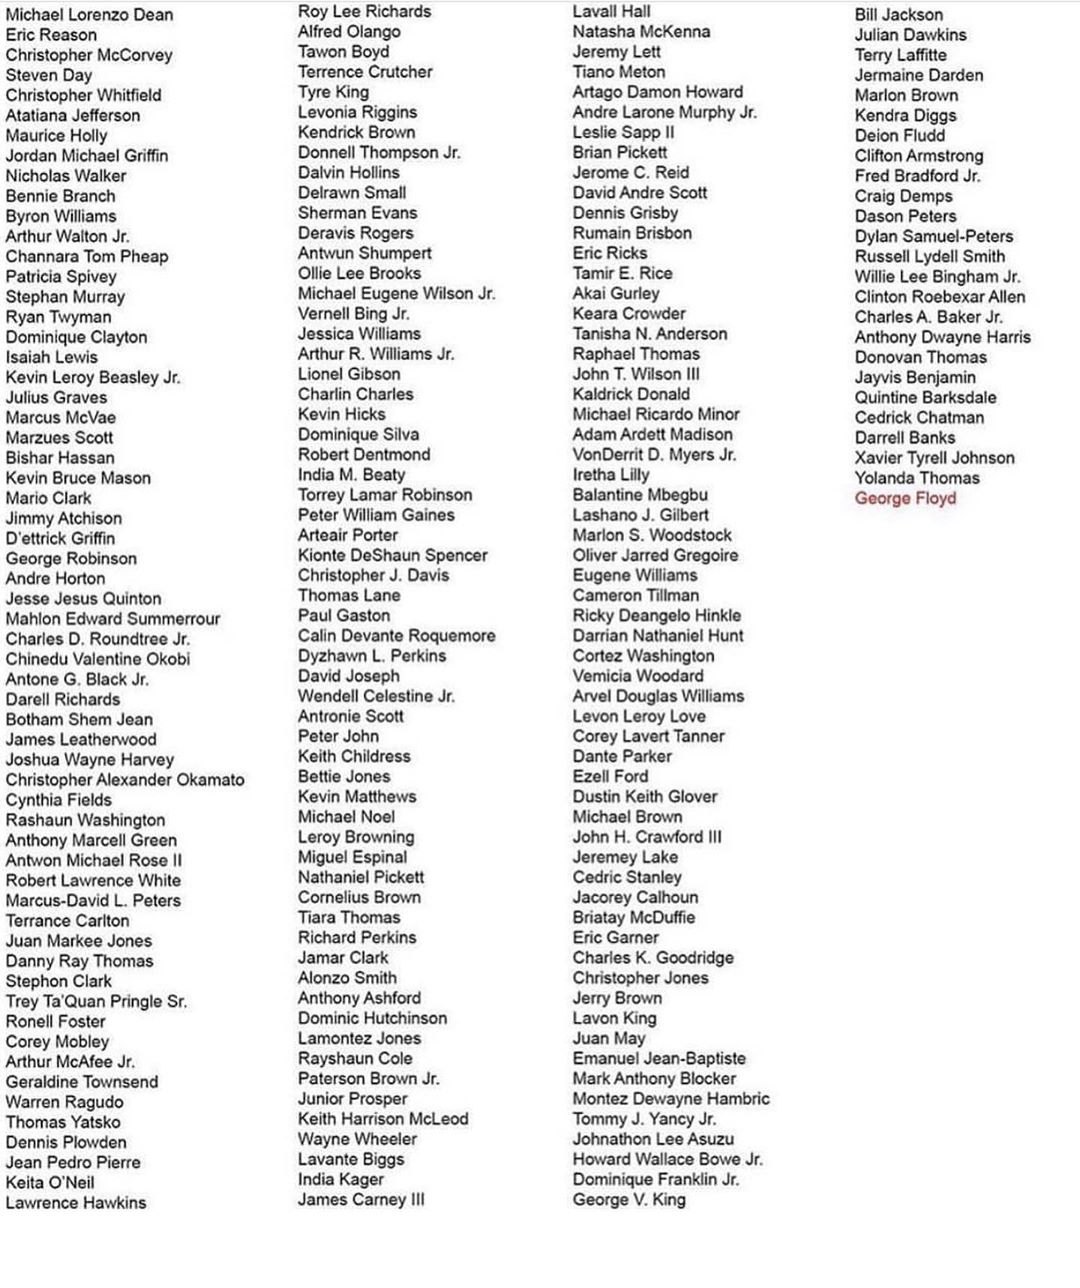 Michael Lorenzo Dean
Eric Reason
Christopher McCorvey
Steven Day
Christopher Whitfield
Atatiana Jefferson
Maurice Holly
Jordan Michael Griffin
Nicholas Walker
Bennie Branch
Byron Williams
Arthur Walton Jr.
Channara Tom Pheap
Patricia Spivey
Stephan Murray
Ryan Twyman
Dominique Clayton
Isaiah Lewis
Kevin Leroy Beasley Jr.
Julius Graves
Marcus McVae
Marzues Scott
Bishar Hassan
Kevin Bruce Mason
Mario Clark
Jimmy Atchison
D'ettrick Griffin
George Robinson
Andre Horton
Jesse Jesus Quinton
Mahlon Edward Summerrour
Charles D. Roundtree Jr.
Chinedu Valentine Okobi
Antone G. Black Jr.
Darell Richards
Botham Shem Jean
James Leatherwood
Joshua Wayne Harvey
Christopher Alexander Okamato
Cynthia Fields
Rashaun Washington
Anthony Marcell Green
Antwon Michael Rose II
Robert Lawrence White
Marcus-David L. Peters
Terrance Carlton
Juan Markee Jones
Danny Ray Thomas
Stephon Clark
Trey Ta'Quan Pringle Sr.
Ronell Foster
Corey Mobley
Arthur McAfee Jr.
Geraldine Townsend
Warren Ragudo
Thomas Yatsko
Dennis Plowden
Jean Pedro Pierre
Keita O'Neil
Lawrence Hawkins
Roy Lee Richards
Alfred Olango
Tawon Boyd
Terrence Crutcher
Tyre King
Levonia Riggins
Kendrick Brown
Donnell Thompson Jr.
Dalvin Hollins
Delrawn Small
Sherman Evans
Deravis Rogers
Antwun Shumpert
Ollie Lee Brooks
Michael Eugene Wilson Jr.
Vernell Bing Jr.
Jessica Williams
Arthur R. Williams Jr.
Lionel Gibson
Charlin Charles
Kevin Hicks
Dominique Silva
Robert Dentmond
India M. Beaty
Torrey Lamar Robinson
Peter William Gaines
Arteair Porter
Kionte DeShaun Spencer
Christopher J. Davis
Thomas Lane
Paul Gaston
Calin Devante Roquemore
Dyzhawn L. Perkins
David Joseph
Wendell Celestine Jr.
Antronie Scott
Peter John
Keith Childress
Bettie Jones
Kevin Matthews
Michael Noel
Leroy Browning
Miguel Espinal
Nathaniel Pickett
Cornelius Brown
Tiara Thomas
Richard Perkins
Jamar Clark
Alonzo Smith
Anthony Ashford
Dominic Hutchinson
Lamontez Jones
Rayshaun Cole
Paterson Brown Jr.
Junior Prosper
Keith Harrison McLeod
Wayne Wheeler
Lavante Biggs
India Kager
James Carney III
Lavall Hall
Natasha McKenna
Jeremy Lett
Tiano Meton
Artago Damon Howard
Andre Larone Murphy Jr.
Leslie Sapp II
Brian Pickett
Jerome C. Reid
David Andre Scott
Dennis Grisby
Rumain Brisbon
Eric Ricks
Tamir E. Rice
Akai Gurley
Keara Crowder
Tanisha N. Anderson
Raphael Thomas
John T. Wilson III
Kaldrick Donald
Michael Ricardo Minor
Adam Ardett Madison
VonDerrit D. Myers Jr.
Iretha Lilly
Balantine Mbegbu
Lashano J. Gilbert
Marlon S. Woodstock
Oliver Jarred Gregoire
Eugene Williams
Cameron Tillman
Ricky Deangelo Hinkle
Darrian Nathaniel Hunt
Cortez Washington
Vemicia Woodard
Arvel Douglas Williams
Levon Leroy Love
Corey Lavert Tanner
Dante Parker
Ezell Ford
Dustin Keith Glover
Michael Brown
John H. Crawford III
Jeremey Lake
Cedric Stanley
Jacorey Calhoun
Briatay McDuffie
Eric Garner
Charles K. Goodridge
Christopher Jones
Jerry Brown
Lavon King
Juan May
Emanuel Jean-Baptiste
Mark Anthony Blocker
Montez Dewayne Hambric
Tommy J. Yancy Jr.
Johnathon Lee Asuzu
Howard Wallace Bowe Jr.
Dominique Franklin Jr.
George V. King
Bill Jackson
Julian Dawkins
Terry Laffitte
Jermaine Darden
Marlon Brown
Kendra Diggs
Deion Fludd
Clifton Armstrong
Fred Bradford Jr.
Craig Demps
Dason Peters
Dylan Samuel-Peters
Russell Lydell Smith
Willie Lee Bingham Jr.
Clinton Roebexar Allen
Charles A. Baker Jr.
Anthony Dwayne Harris
Donovan Thomas
Jayvis Benjamin
Quintine Barksdale
Cedrick Chatman
Darrell Banks
Xavier Tyrell Johnson
Yolanda Thomas
George Floyd